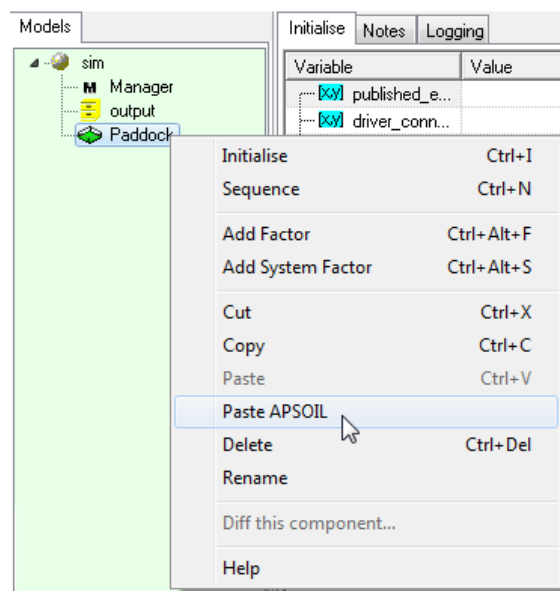 Models
Initialise Notes Logging
sim
Variable Value
M Manager
[x,y] published_e...
output
[x,y] driver_conn...
Paddock
Initialise Ctrl+I
Sequence Ctrl+N
Add Factor Ctrl+Alt+F
Add System Factor Ctrl+Alt+S
Cut Ctrl+X
Copy Ctrl+C
Paste Ctrl+V
Paste APSOIL
Delete Ctrl+Del
Rename
Diff this component...
Help